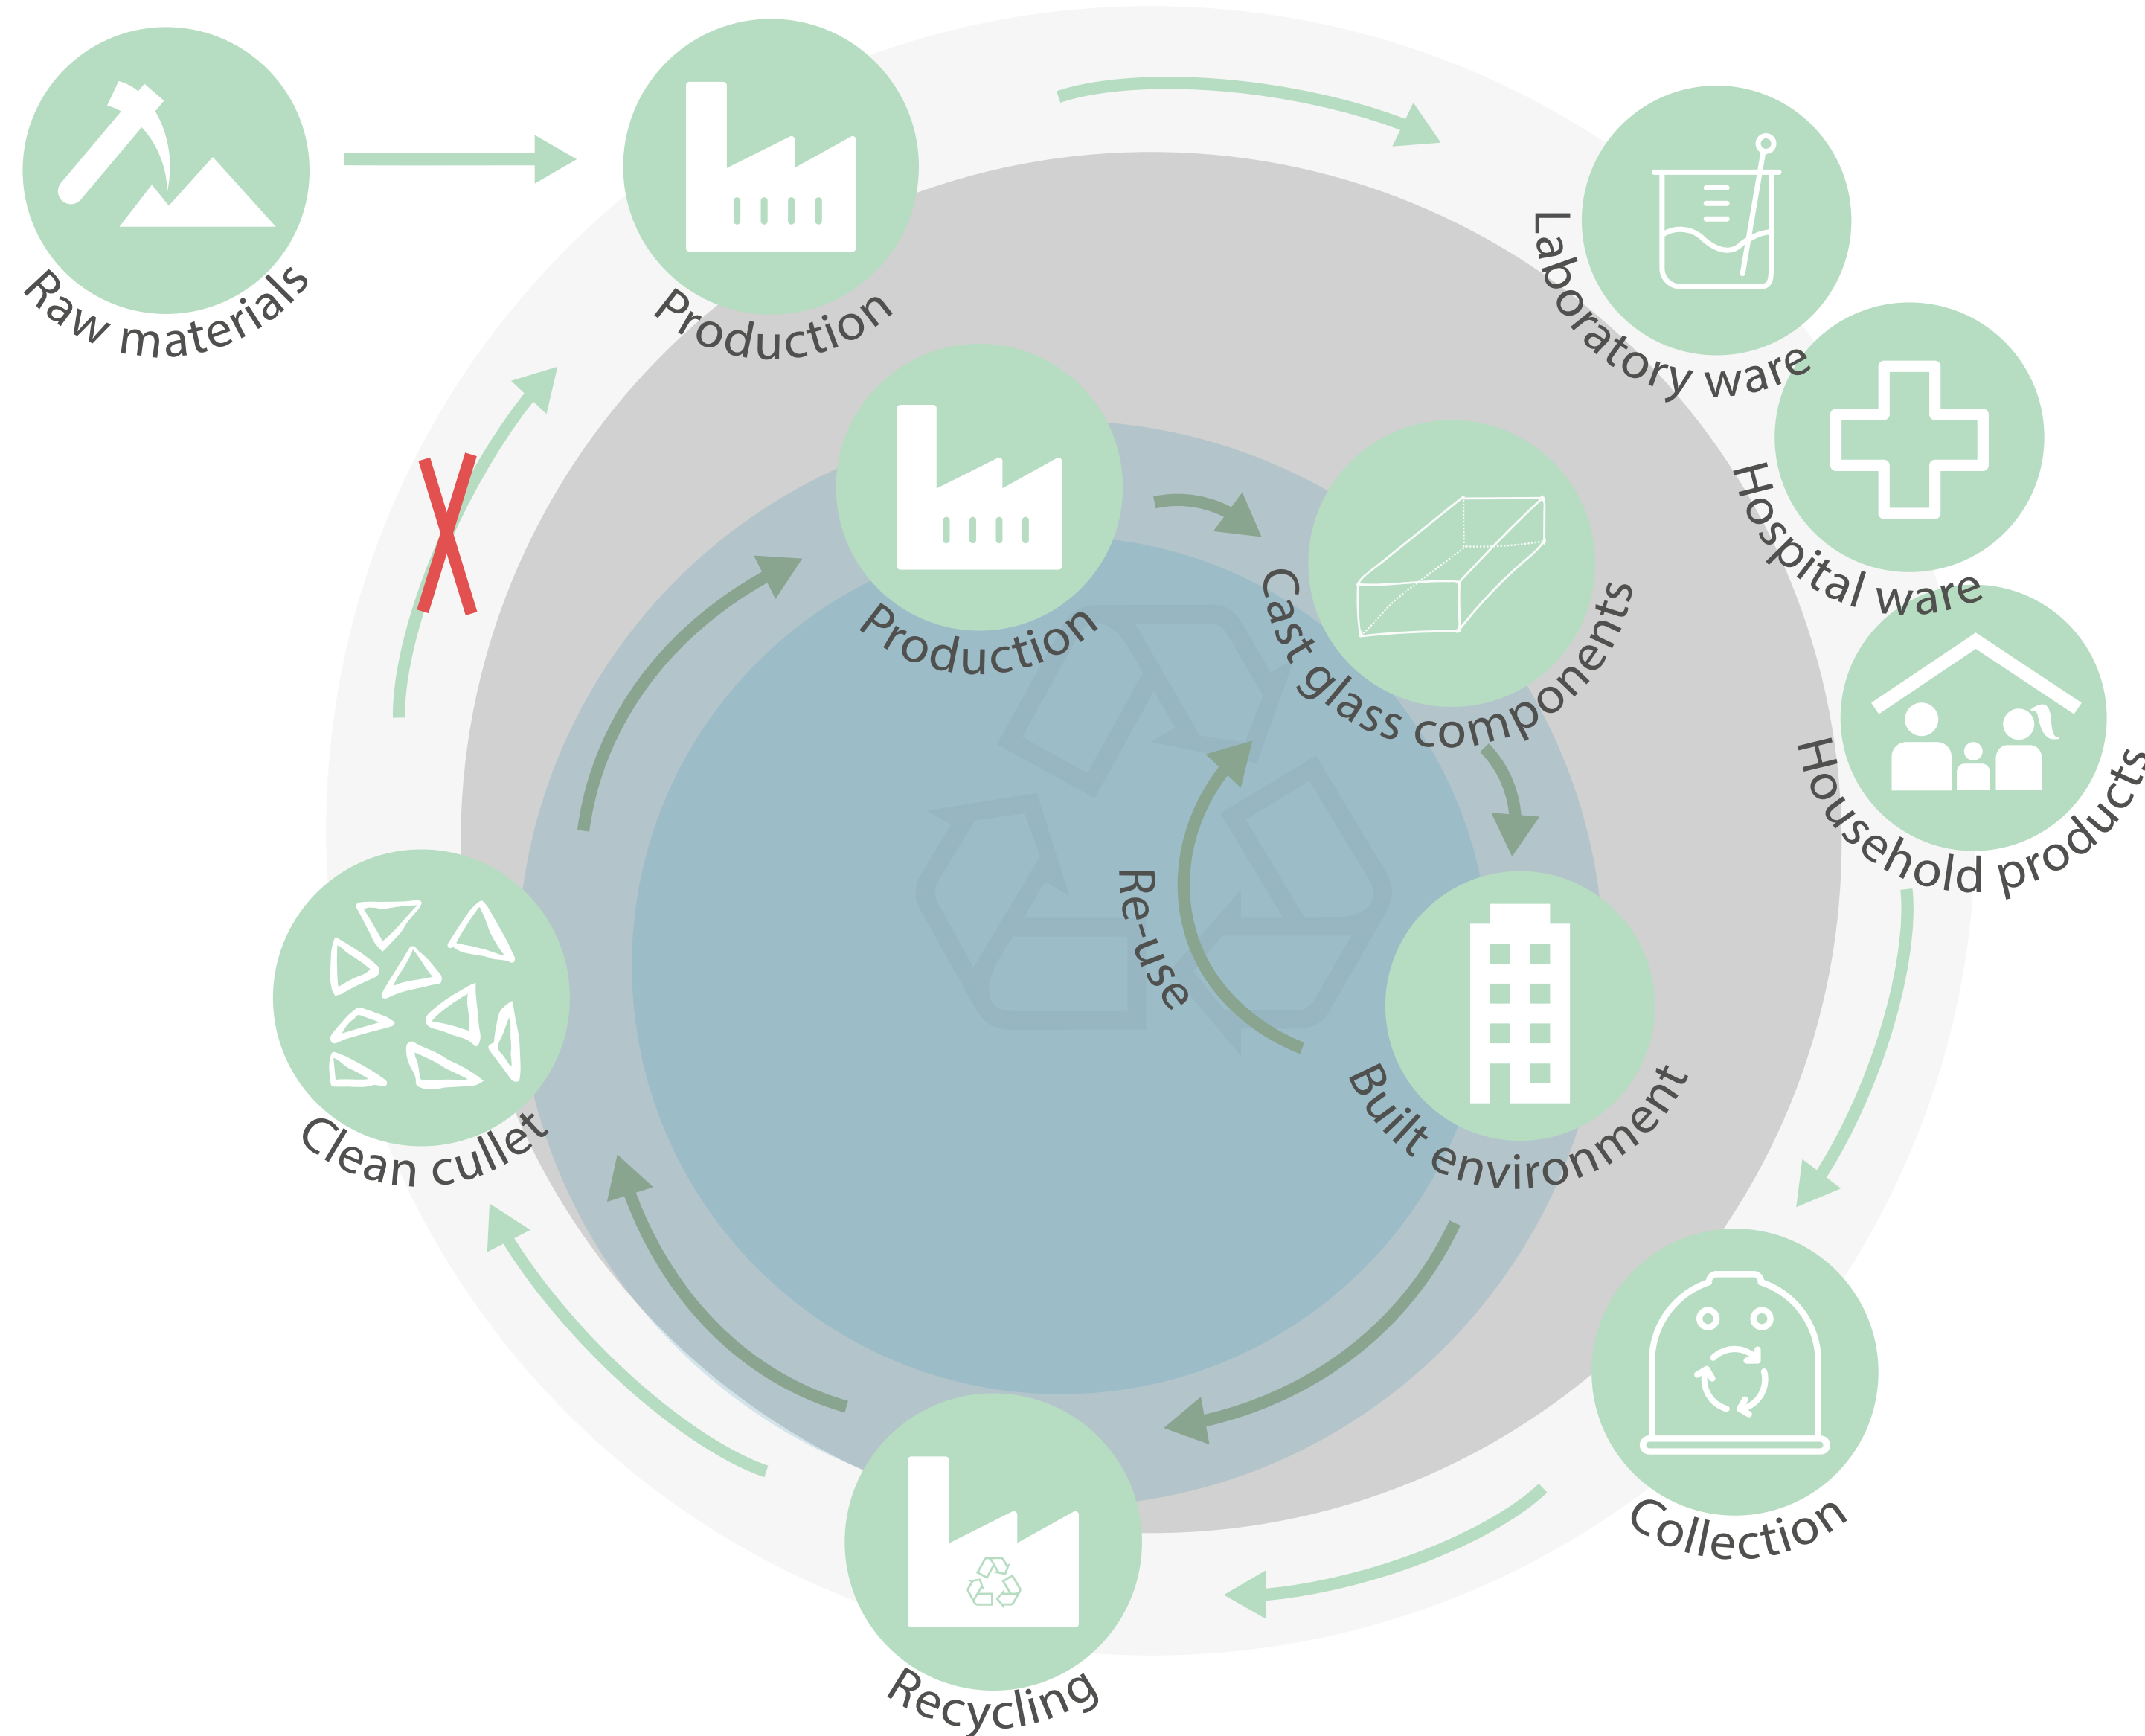 Raw materials
Production
Laboratory ware
Hospital ware
Household products
Production
Cast glass components
Re-use
Built environment
Clean cullet
Collection
Recycling